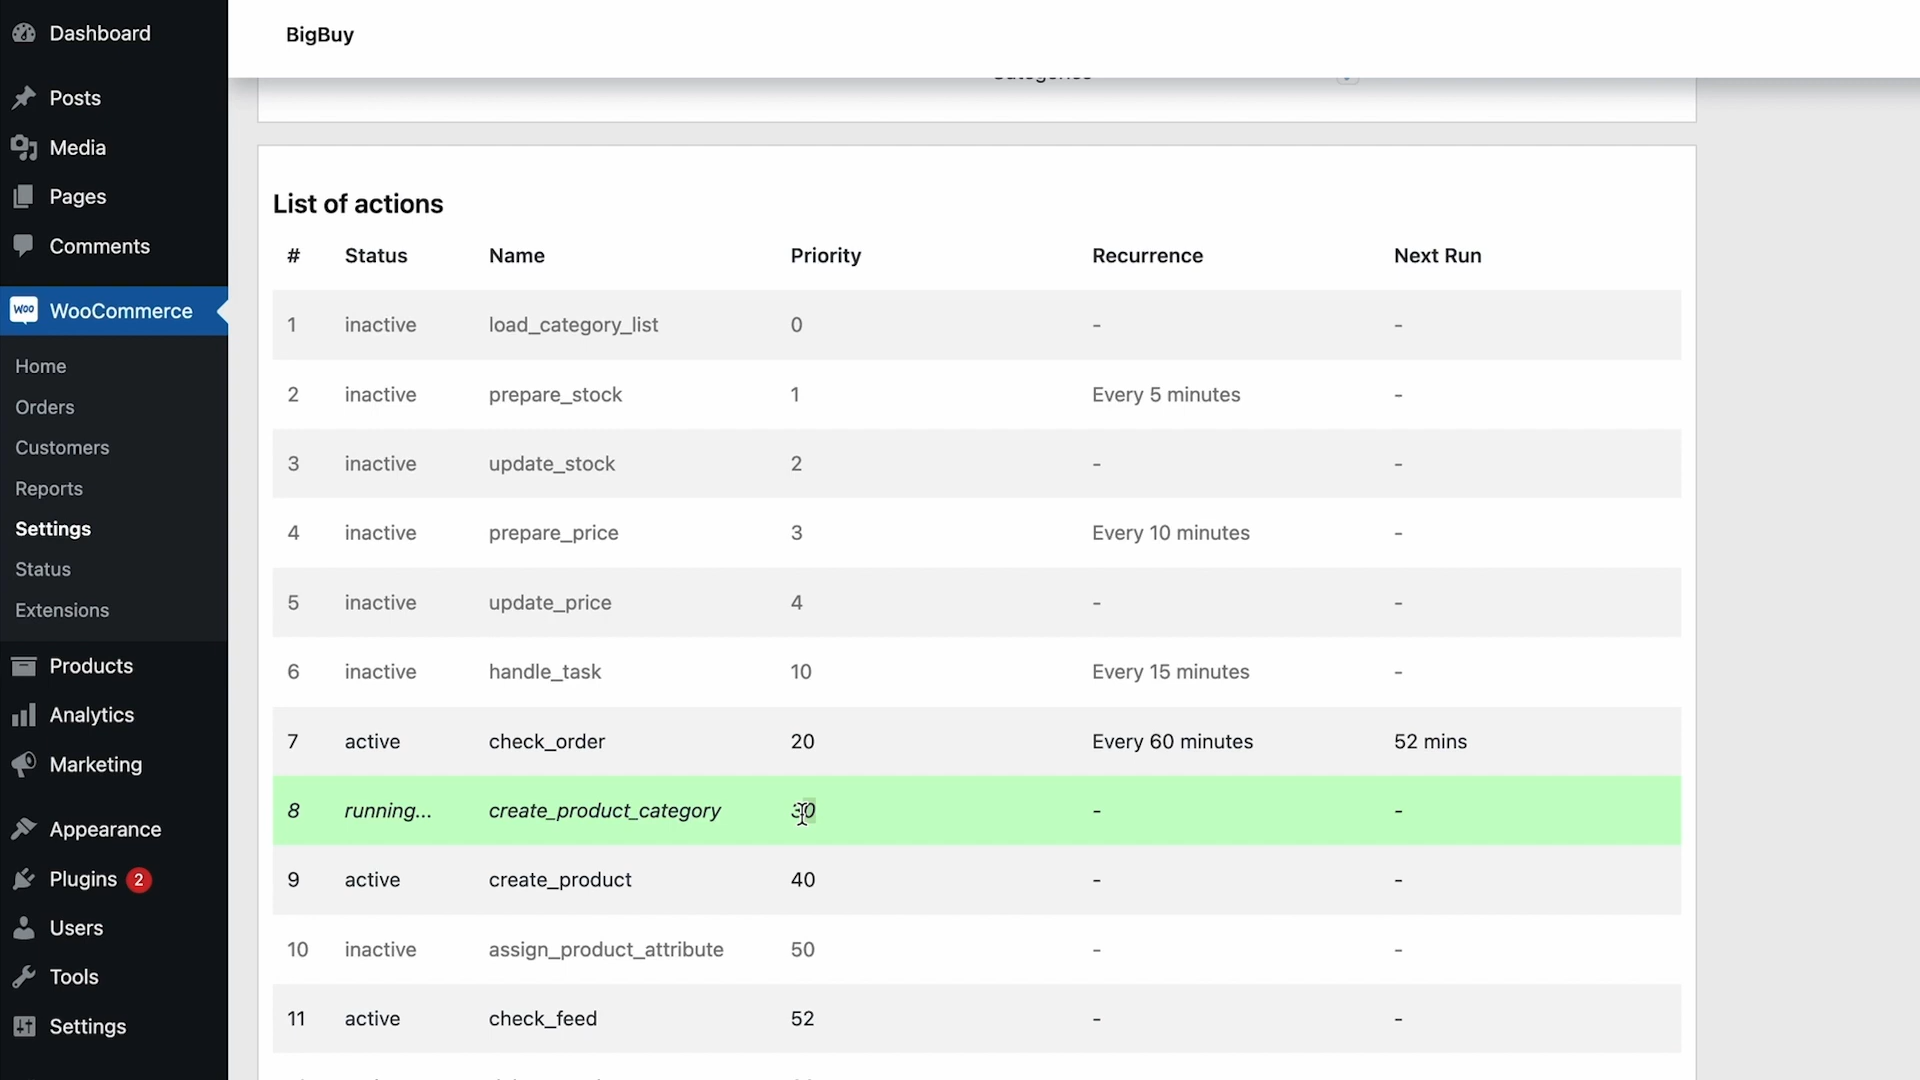 Dashboard
Posts
Media
Pages
Comments
Woo WooCommerce
Home
Orders
Customers
Reports
Settings
Status
Extensions
Products
Analytics
Marketing
Appearance
Plugins 2
Users
Tools
Settings
BigBuy
Categories
List of actions
# Status Name Priority Recurrence Next Run
1 inactive load_category_list 0 - -
2 inactive prepare_stock 1 Every 5 minutes -
3 inactive update_stock 2 - -
4 inactive prepare_price 3 Every 10 minutes -
5 inactive update_price 4 - -
6 inactive handle_task 10 Every 15 minutes -
7 active check_order 20 Every 60 minutes 52 mins
8 running... create_product_category 30 - -
9 active create_product 40 - -
10 inactive assign_product_attribute 50 - -
11 active check_feed 52 - -